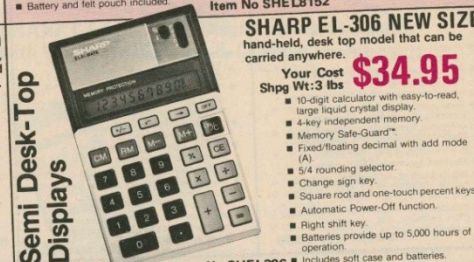 ■ Battery and felt pouch included.
Item No SHEL8152
Semi Desk-Top
Displays
SHARP
ELSI MATE
MEMORY PROTECTION
1234567890
+/- √ → OFF
CM RM M- M+
7 8 9 % CE
4 5 6 × ÷
1 2 3 + -
0 . =
SHARP EL-306 NEW SIZE
hand-held, desk top model that can be
carried anywhere.
Your Cost
Shpg Wt:3 lbs
$34.95
■ 10-digit calculator with easy-to-read,
large liquid crystal display.
■ 4-key independent memory.
■ Memory Safe-Guard™.
■ Fixed/floating decimal with add mode
(A).
■ 5/4 rounding selector.
■ Change sign key.
■ Square root and one-touch percent keys
■ Automatic Power-Off function.
■ Right shift key.
■ Batteries provide up to 5,000 hours of
operation.
■ Includes soft case and batteries.